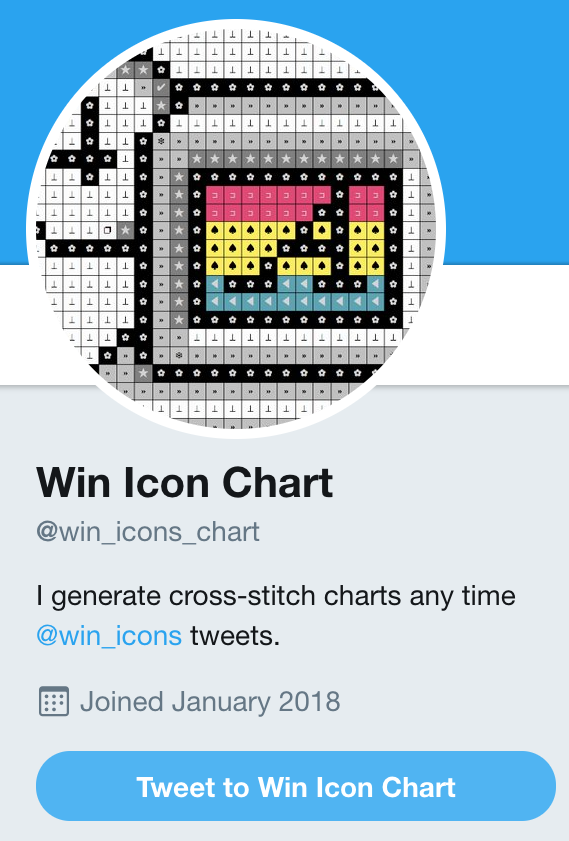 Win Icon Chart
@win_icons_chart
I generate cross-stitch charts any time
@win_icons tweets.
Joined January 2018
Tweet to Win Icon Chart